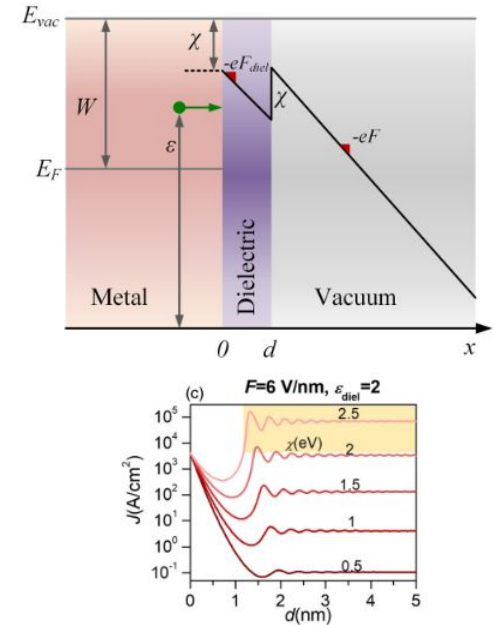 E_vac
χ
-eF_diel
W
χ
-eF
ε
E_F
Dielectric
Metal
Vacuum
0 d x
(c) F=6 V/nm, ε_diel=2
10^5
10^4
10^3
10^2
10^1
10^0
10^-1
J(A/cm^2)
2.5
χ(eV)
2
1.5
1
0.5
0 1 2 3 4 5
d(nm)